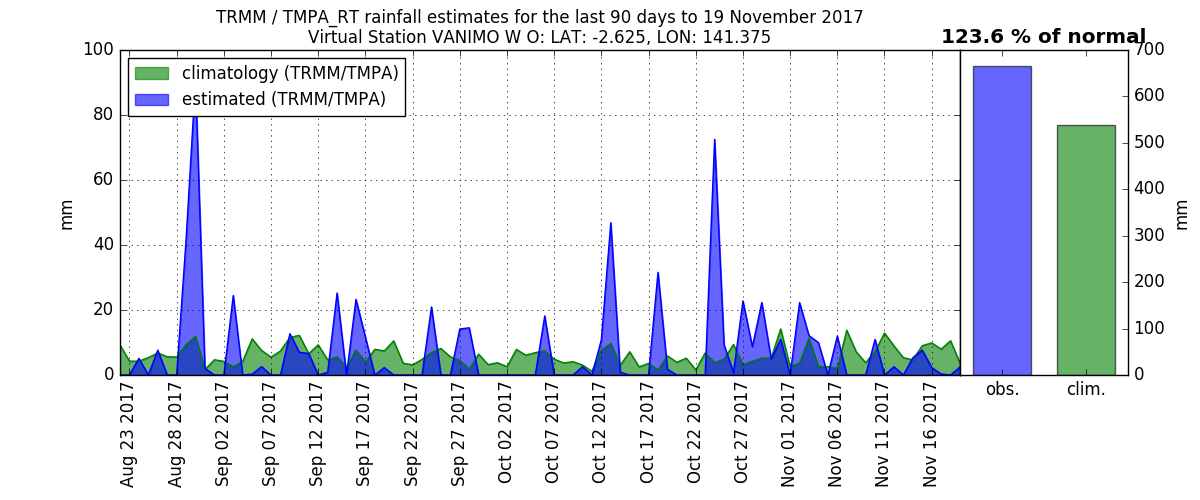 TRMM / TMPA_RT rainfall estimates for the last 90 days to 19 November 2017
Virtual Station VANIMO W O: LAT: -2.625, LON: 141.375
123.6 % of normal
climatology (TRMM/TMPA)
estimated (TRMM/TMPA)
100
80
60
40
20
0
mm
700
600
500
400
300
200
100
0
mm
Aug 23 2017
Aug 28 2017
Sep 02 2017
Sep 07 2017
Sep 12 2017
Sep 17 2017
Sep 22 2017
Sep 27 2017
Oct 02 2017
Oct 07 2017
Oct 12 2017
Oct 17 2017
Oct 22 2017
Oct 27 2017
Nov 01 2017
Nov 06 2017
Nov 11 2017
Nov 16 2017
obs.
clim.